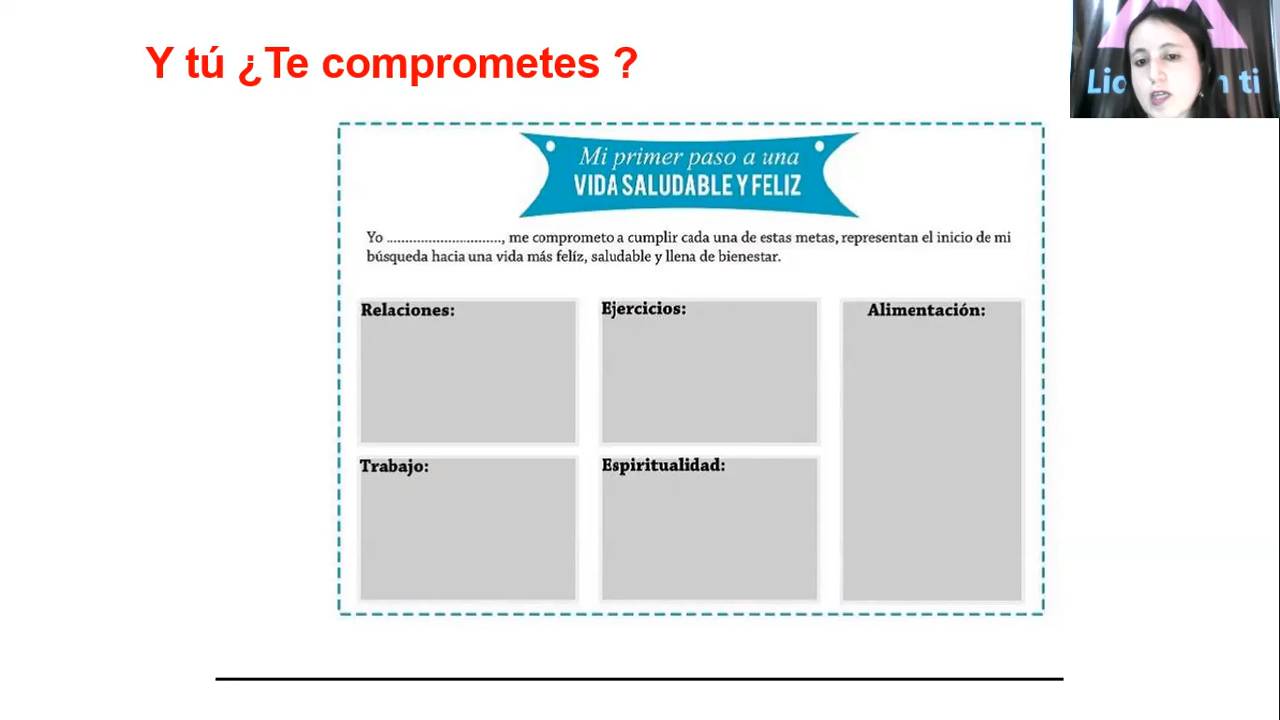 Y tú ¿Te comprometes ?
Mi primer paso a una
VIDA SALUDABLE Y FELIZ
Yo ..............................., me comprometo a cumplir cada una de estas metas, representan el inicio de mi
búsqueda hacia una vida más felíz, saludable y llena de bienestar.
Relaciones:
Ejercicios:
Alimentación:
Trabajo:
Espiritualidad:
ti